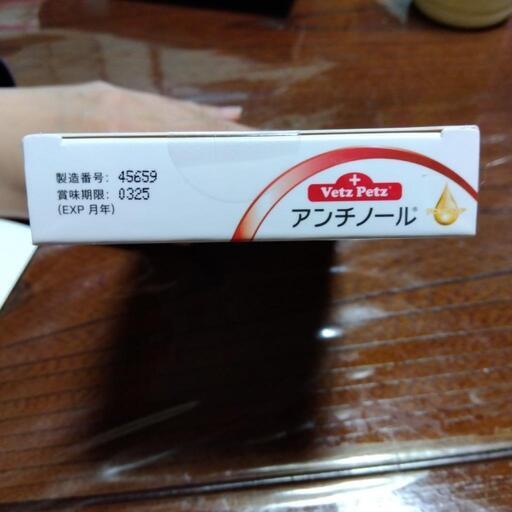 製造番号: 45659
賞味期限: 0325
(EXP 月年)
Vetz Petz
アンチノール®